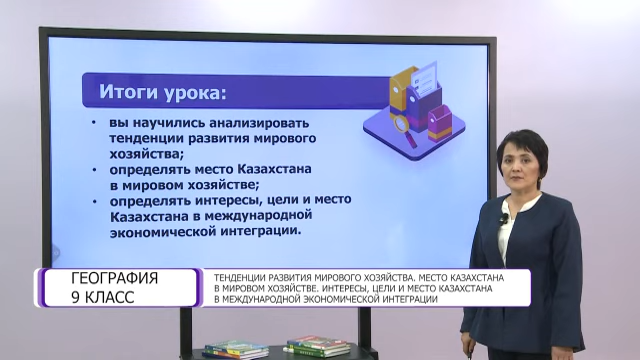 Итоги урока:
• вы научились анализировать
тенденции развития мирового
хозяйства;
• определять место Казахстана
в мировом хозяйстве;
• определять интересы, цели и место
Казахстана в международной
экономической интеграции.
ГЕОГРАФИЯ
9 КЛАСС
ТЕНДЕНЦИИ РАЗВИТИЯ МИРОВОГО ХОЗЯЙСТВА. МЕСТО КАЗАХСТАНА
В МИРОВОМ ХОЗЯЙСТВЕ. ИНТЕРЕСЫ, ЦЕЛИ И МЕСТО КАЗАХСТАНА
В МЕЖДУНАРОДНОЙ ЭКОНОМИЧЕСКОЙ ИНТЕГРАЦИИ